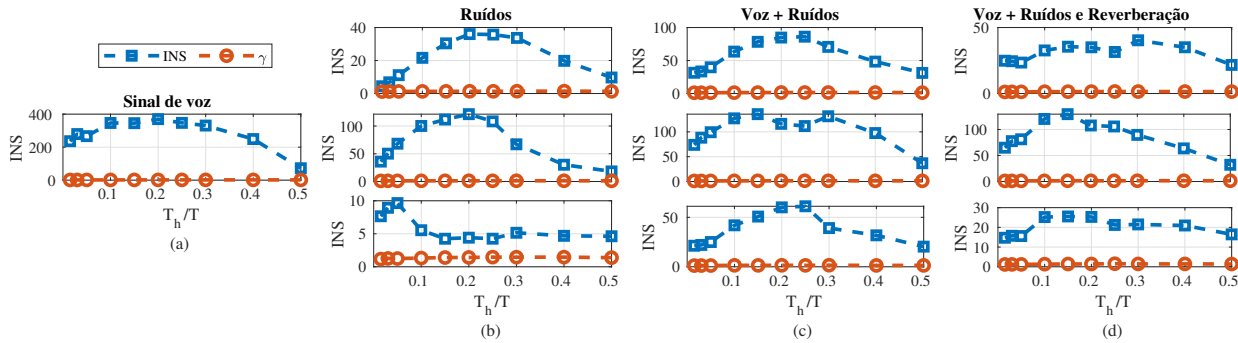 INS γ
Sinal de voz
INS
400
200
0
0.1 0.2 0.3 0.4 0.5
T_h/T
(a)
Ruídos
INS
40
20
0
INS
100
50
0
INS
10
5
0
0.1 0.2 0.3 0.4 0.5
T_h/T
(b)
Voz + Ruídos
INS
100
50
0
INS
100
50
0
INS
50
0
0.1 0.2 0.3 0.4 0.5
T_h/T
(c)
Voz + Ruídos e Reverberação
INS
50
0
INS
100
50
0
INS
30
20
10
0
0.1 0.2 0.3 0.4 0.5
T_h/T
(d)